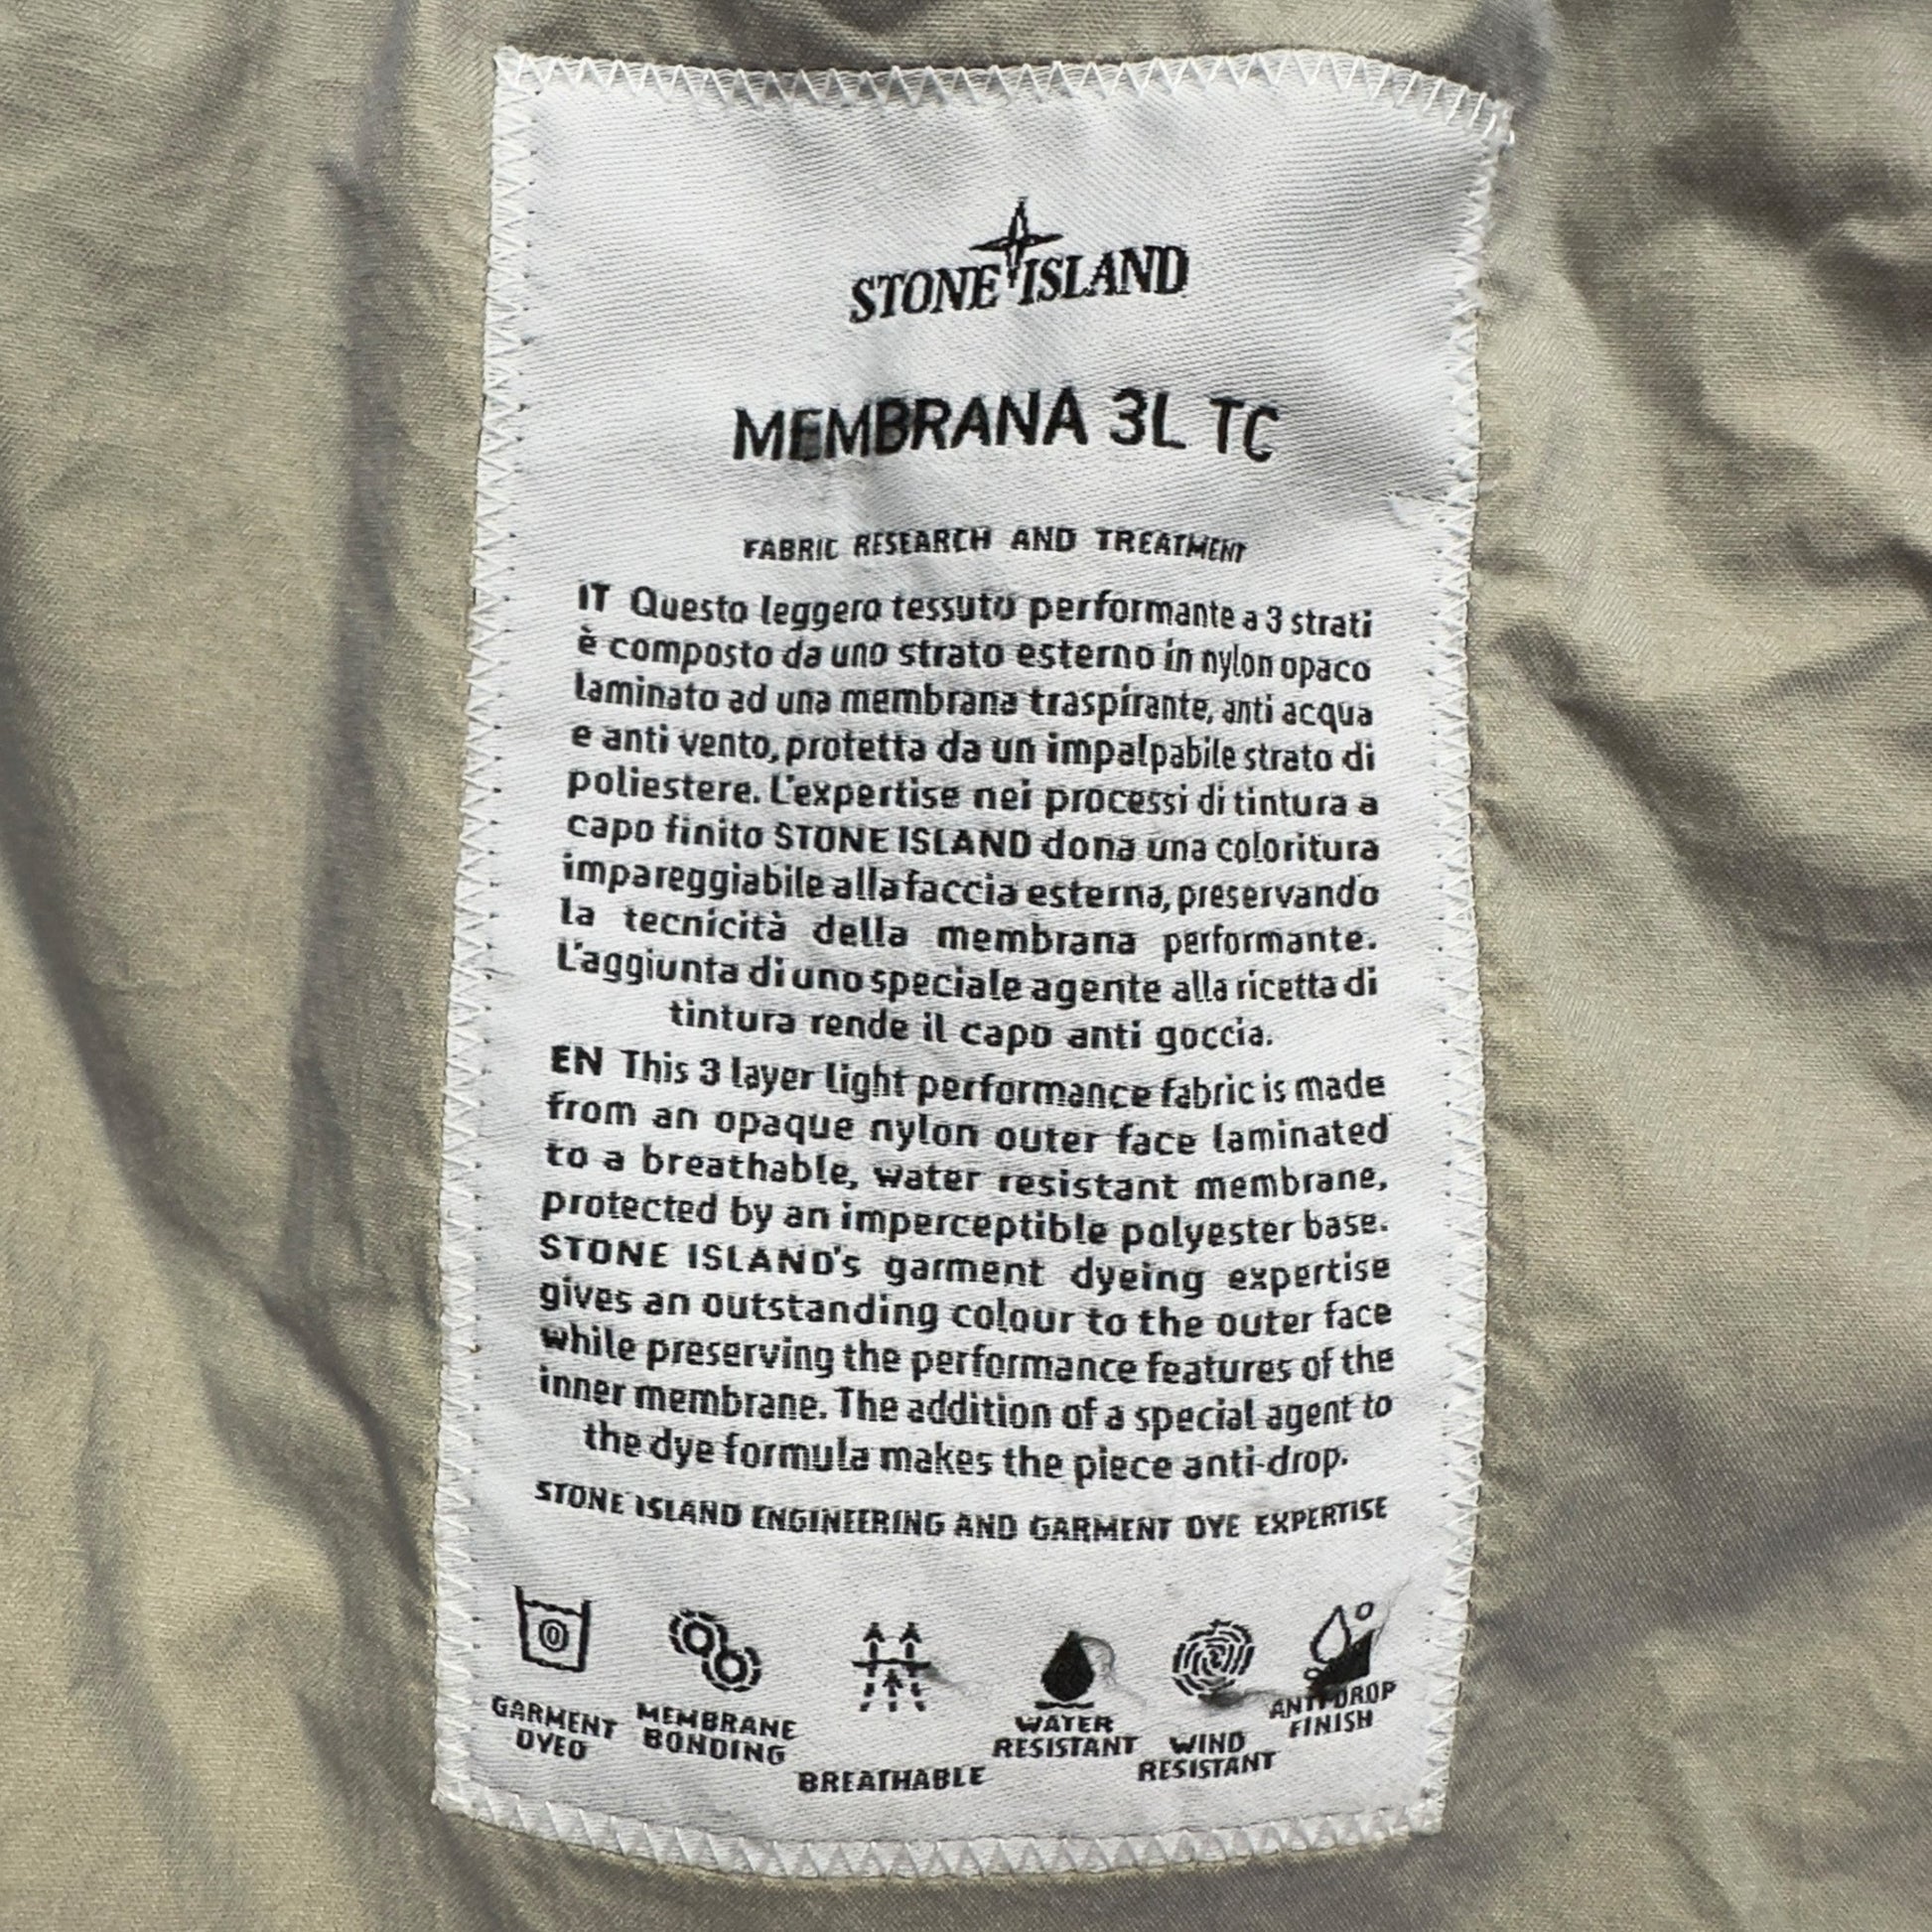 STONE ISLAND
MEMBRANA 3L TC
FABRIC RESEARCH AND TREATMENT
IT Questo leggero tessuto performante a 3 strati
è composto da uno strato esterno in nylon opaco
laminato ad una membrana traspirante, anti acqua
e anti vento, protetta da un impalpabile strato di
poliestere. L'expertise nei processi di tintura a
capo finito STONE ISLAND dona una coloritura
impareggiabile alla faccia esterna, preservando
la tecnicità della membrana performante.
L'aggiunta di uno speciale agente alla ricetta di
tintura rende il capo anti goccia.
EN This 3 layer light performance fabric is made
from an opaque nylon outer face laminated
to a breathable, water resistant membrane,
protected by an imperceptible polyester base.
STONE ISLAND's garment dyeing expertise
gives an outstanding colour to the outer face
while preserving the performance features of the
inner membrane. The addition of a special agent to
the dye formula makes the piece anti-drop.
STONE ISLAND ENGINEERING AND GARMENT DYE EXPERTISE
GARMENT
DYED
MEMBRANE
BONDING
BREATHABLE
WATER
RESISTANT
WIND
RESISTANT
ANTI DROP
FINISH